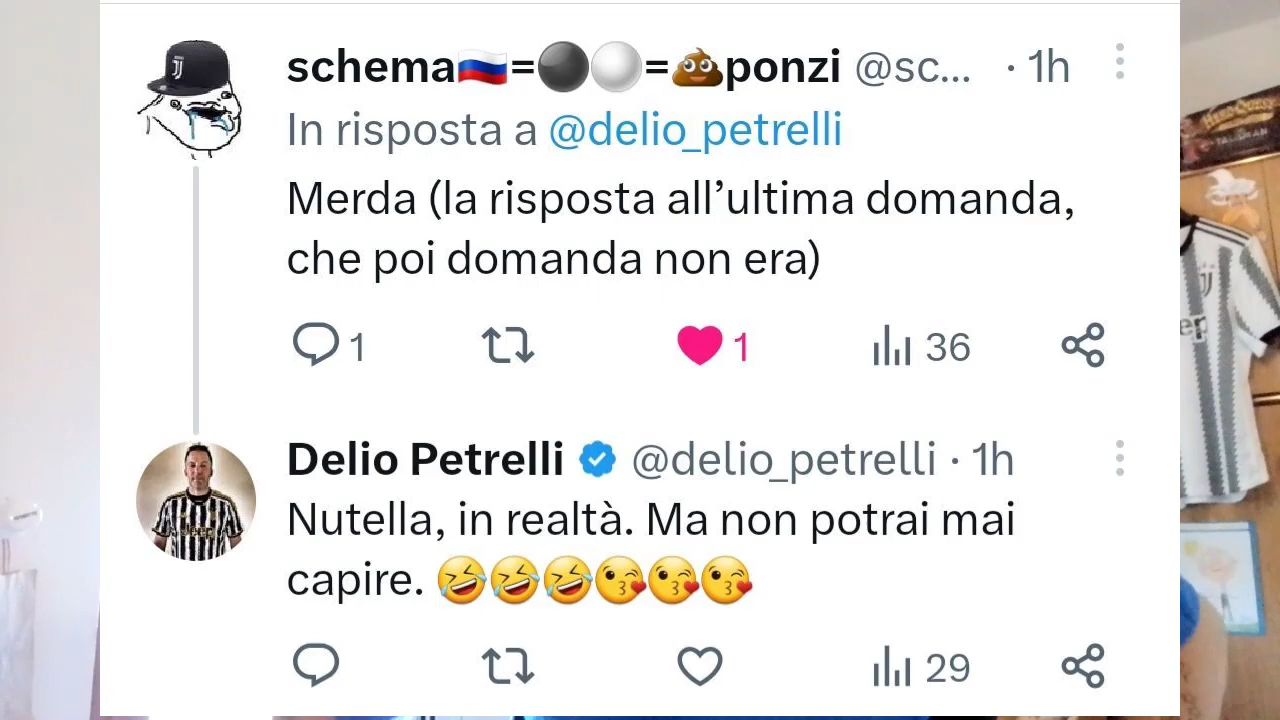 schema🇷🇺=⚫⚪=💩ponzi @sc... · 1h
In risposta a @delio_petrelli
Merda (la risposta all’ultima domanda,
che poi domanda non era)
1 1 36
Delio Petrelli @delio_petrelli · 1h
Nutella, in realtà. Ma non potrai mai
capire. 🤣🤣🤣😘😘😘
29